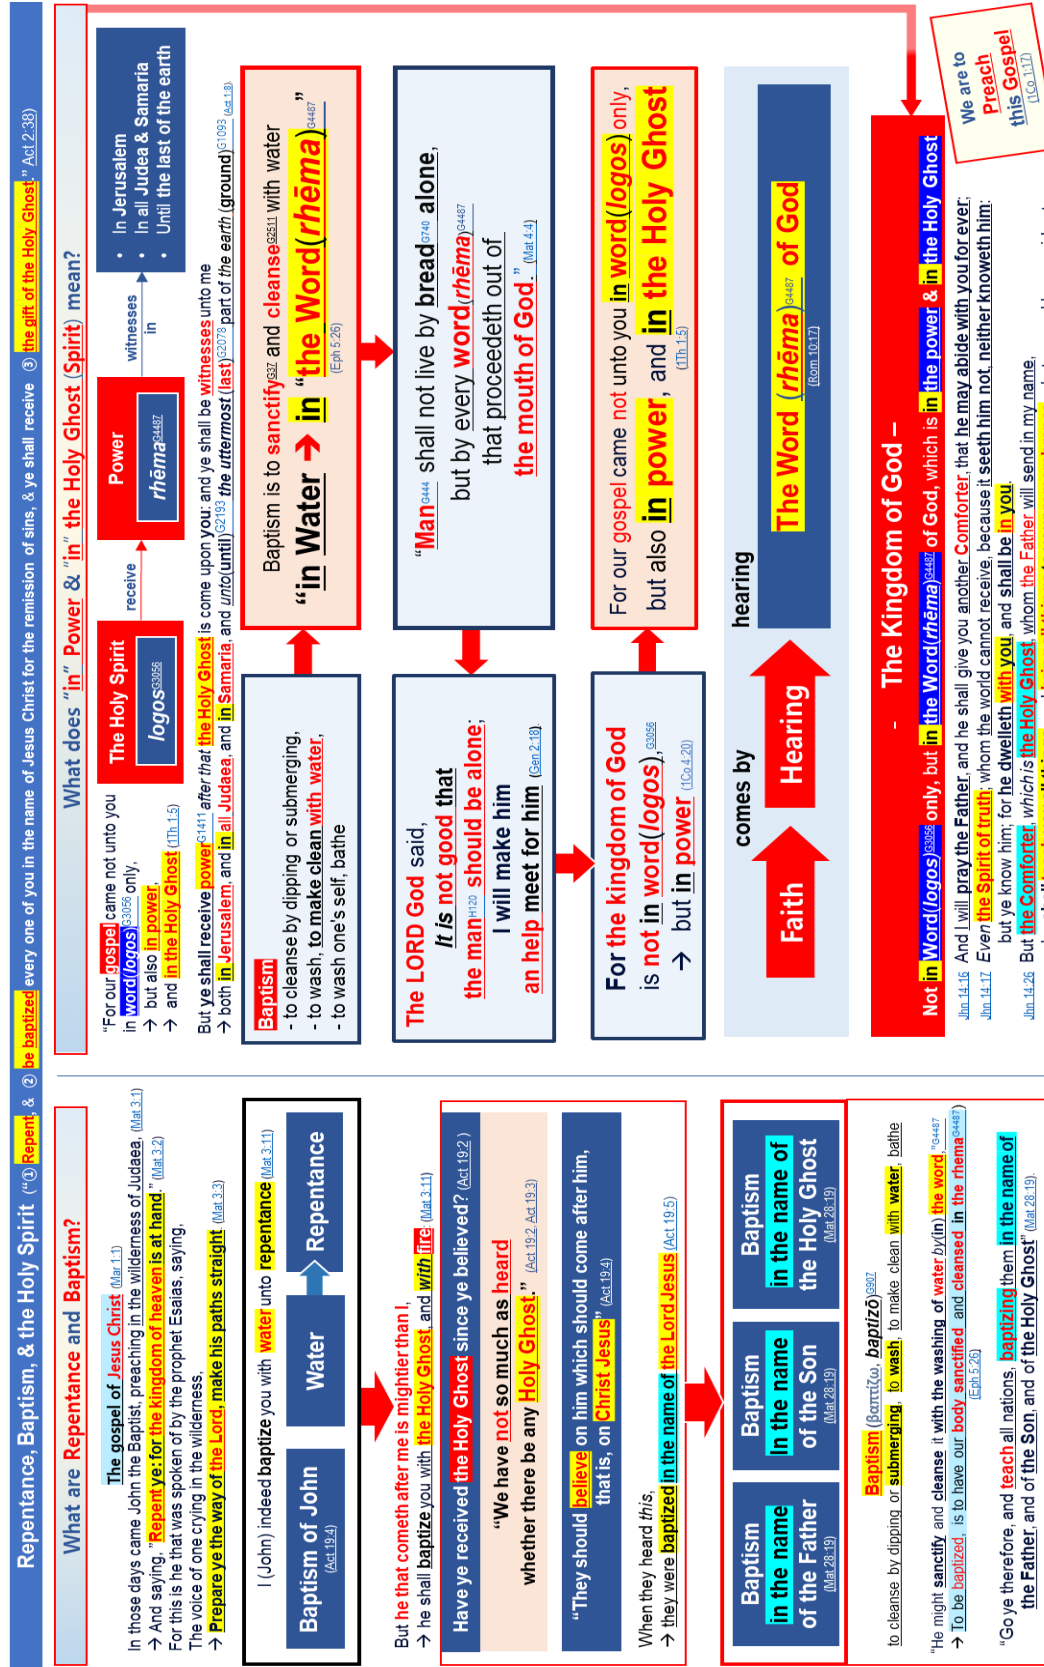 Repentance, Baptism, & the Holy Spirit ("① Repent, & ② be baptized every one of you in the name of Jesus Christ for the remission of sins, & ye shall receive ③ the gift of the Holy Ghost." Act 2:38)
What are Repentance and Baptism?
The gospel of Jesus Christ (Mar 1:1)
In those days came John the Baptist, preaching in the wilderness of Judaea, (Mat 3:1)
→ And saying, "Repent ye: for the kingdom of heaven is at hand." (Mat 3:2)
For this is he that was spoken of by the prophet Esaias, saying,
The voice of one crying in the wilderness,
→ Prepare ye the way of the Lord, make his paths straight (Mat 3:3)
I (John) indeed baptize you with water unto repentance (Mat 3:11)
Baptism of John
(Act 19:4)
Water
Repentance
But he that cometh after me is mightier than I,
→ he shall baptize you with the Holy Ghost, and with fire: (Mat 3:11)
Have ye received the Holy Ghost since ye believed? (Act 19:2)
"We have not so much as heard
whether there be any Holy Ghost." (Act 19:2, Act 19:3)
"They should believe on him which should come after him,
that is, on Christ Jesus" (Act 19:4)
When they heard this,
→ they were baptized in the name of the Lord Jesus (Act 19:5)
Baptism
in the name
of the Father
(Mat 28:19)
Baptism
In the name
of the Son
(Mat 28:19)
Baptism
in the name of
the Holy Ghost
(Mat 28:19)
Baptism (βαπτίζω, baptizō)G907
to cleanse by dipping or submerging, to wash, to make clean with water, bathe
"He might sanctify and cleanse it with the washing of water by(in) the word,"G4487
→ To be baptized, is to have our body sanctified and cleansed in the rhemaG4487)
(Eph 5:26)
"Go ye therefore, and teach all nations, baptizing them in the name of
the Father, and of the Son, and of the Holy Ghost" (Mat 28:19).
What does "in" Power & "in" the Holy Ghost (Spirit) mean?
"For our gospel came not unto you
in word(logos)G3056 only,
→ but also in power,
→ and in the Holy Ghost (1Th 1:5)
The Holy Spirit
logosG3056
receive
Power
rhēmaG4487
witnesses
in
• In Jerusalem
• In all Judea & Samaria
• Until the last of the earth
But ye shall receive powerG1411 after that the Holy Ghost is come upon you: and ye shall be witnesses unto me
→ both in Jerusalem, and in all Judaea, and in Samaria, and unto(until)G2193 the uttermost (last)G2078 part of the earth (ground)G1093 (Act 1:8).
Baptism
- to cleanse by dipping or submerging,
- to wash, to make clean with water,
- to wash one's self, bathe
Baptism is to sanctifyG37 and cleanseG2511 with water
"in Water → in "the Word(rhēma)G4487"
(Eph 5:26)
The LORD God said,
It is not good that
the manH120 should be alone;
I will make him
an help meet for him (Gen 2:18).
"ManG444 shall not live by breadG740 alone,
but by every word(rhēma)G4487
that proceedeth out of
the mouth of God." (Mat 4:4)
For the kingdom of God
is not in word(logos),G3056
→ but in power (1Co 4:20)
For our gospel came not unto you in word(logos) only,
but also in power, and in the Holy Ghost
(1Th 1:5)
Faith
comes by
Hearing
hearing
The Word (rhēma)G4487 of God
(Rom 10:17)
- The Kingdom of God –
Not in Word(logos)G3056 only, but in the Word(rhēma)G4487 of God, which is in the power & in the Holy Ghost
We are to
Preach
this Gospel
(1Co 1:17)
Jhn 14:16 And I will pray the Father, and he shall give you another Comforter, that he may abide with you for ever;
Jhn 14:17 Even the Spirit of truth; whom the world cannot receive, because it seeth him not, neither knoweth him:
but ye know him; for he dwelleth with you, and shall be in you.
Jhn 14:26 But the Comforter, which is the Holy Ghost, whom the Father will send in my name,